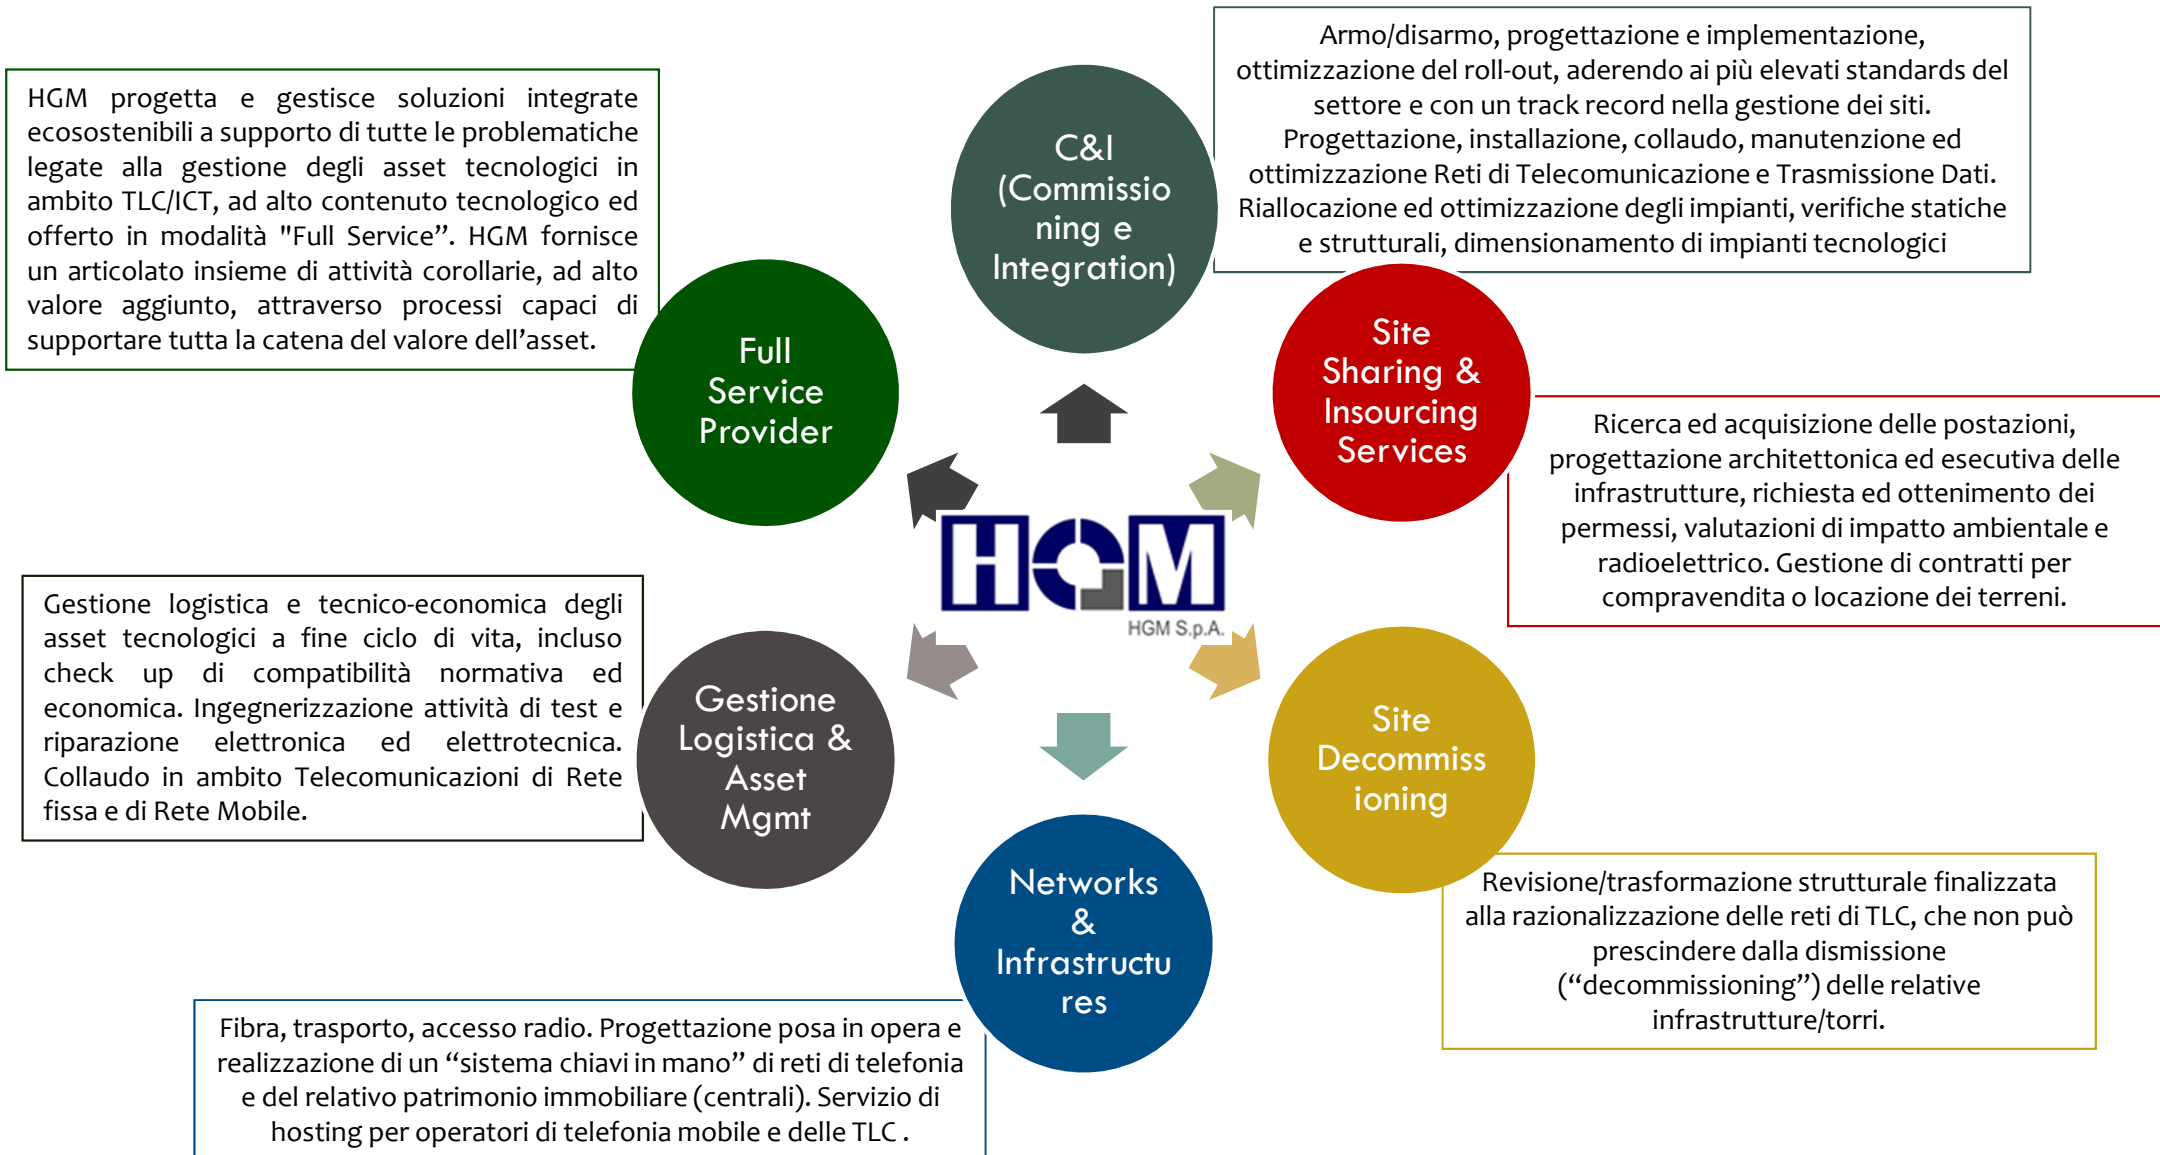 HGM progetta e gestisce soluzioni integrate
ecosostenibili a supporto di tutte le problematiche
legate alla gestione degli asset tecnologici in
ambito TLC/ICT, ad alto contenuto tecnologico ed
offerto in modalità "Full Service”. HGM fornisce
un articolato insieme di attività corollarie, ad alto
valore aggiunto, attraverso processi capaci di
supportare tutta la catena del valore dell’asset.
Full
Service
Provider
C&I
(Commissio
ning e
Integration)
Armo/disarmo, progettazione e implementazione,
ottimizzazione del roll-out, aderendo ai più elevati standards del
settore e con un track record nella gestione dei siti.
Progettazione, installazione, collaudo, manutenzione ed
ottimizzazione Reti di Telecomunicazione e Trasmissione Dati.
Riallocazione ed ottimizzazione degli impianti, verifiche statiche
e strutturali, dimensionamento di impianti tecnologici
Site
Sharing &
Insourcing
Services
Ricerca ed acquisizione delle postazioni,
progettazione architettonica ed esecutiva delle
infrastrutture, richiesta ed ottenimento dei
permessi, valutazioni di impatto ambientale e
radioelettrico. Gestione di contratti per
compravendita o locazione dei terreni.
HGM
HGM S.p.A.
Gestione logistica e tecnico-economica degli
asset tecnologici a fine ciclo di vita, incluso
check up di compatibilità normativa ed
economica. Ingegnerizzazione attività di test e
riparazione elettronica ed elettrotecnica.
Collaudo in ambito Telecomunicazioni di Rete
fissa e di Rete Mobile.
Gestione
Logistica &
Asset
Mgmt
Site
Decommiss
ioning
Revisione/trasformazione strutturale finalizzata
alla razionalizzazione delle reti di TLC, che non può
prescindere dalla dismissione
(“decommissioning”) delle relative
infrastrutture/torri.
Networks
&
Infrastructu
res
Fibra, trasporto, accesso radio. Progettazione posa in opera e
realizzazione di un “sistema chiavi in mano” di reti di telefonia
e del relativo patrimonio immobiliare (centrali). Servizio di
hosting per operatori di telefonia mobile e delle TLC .